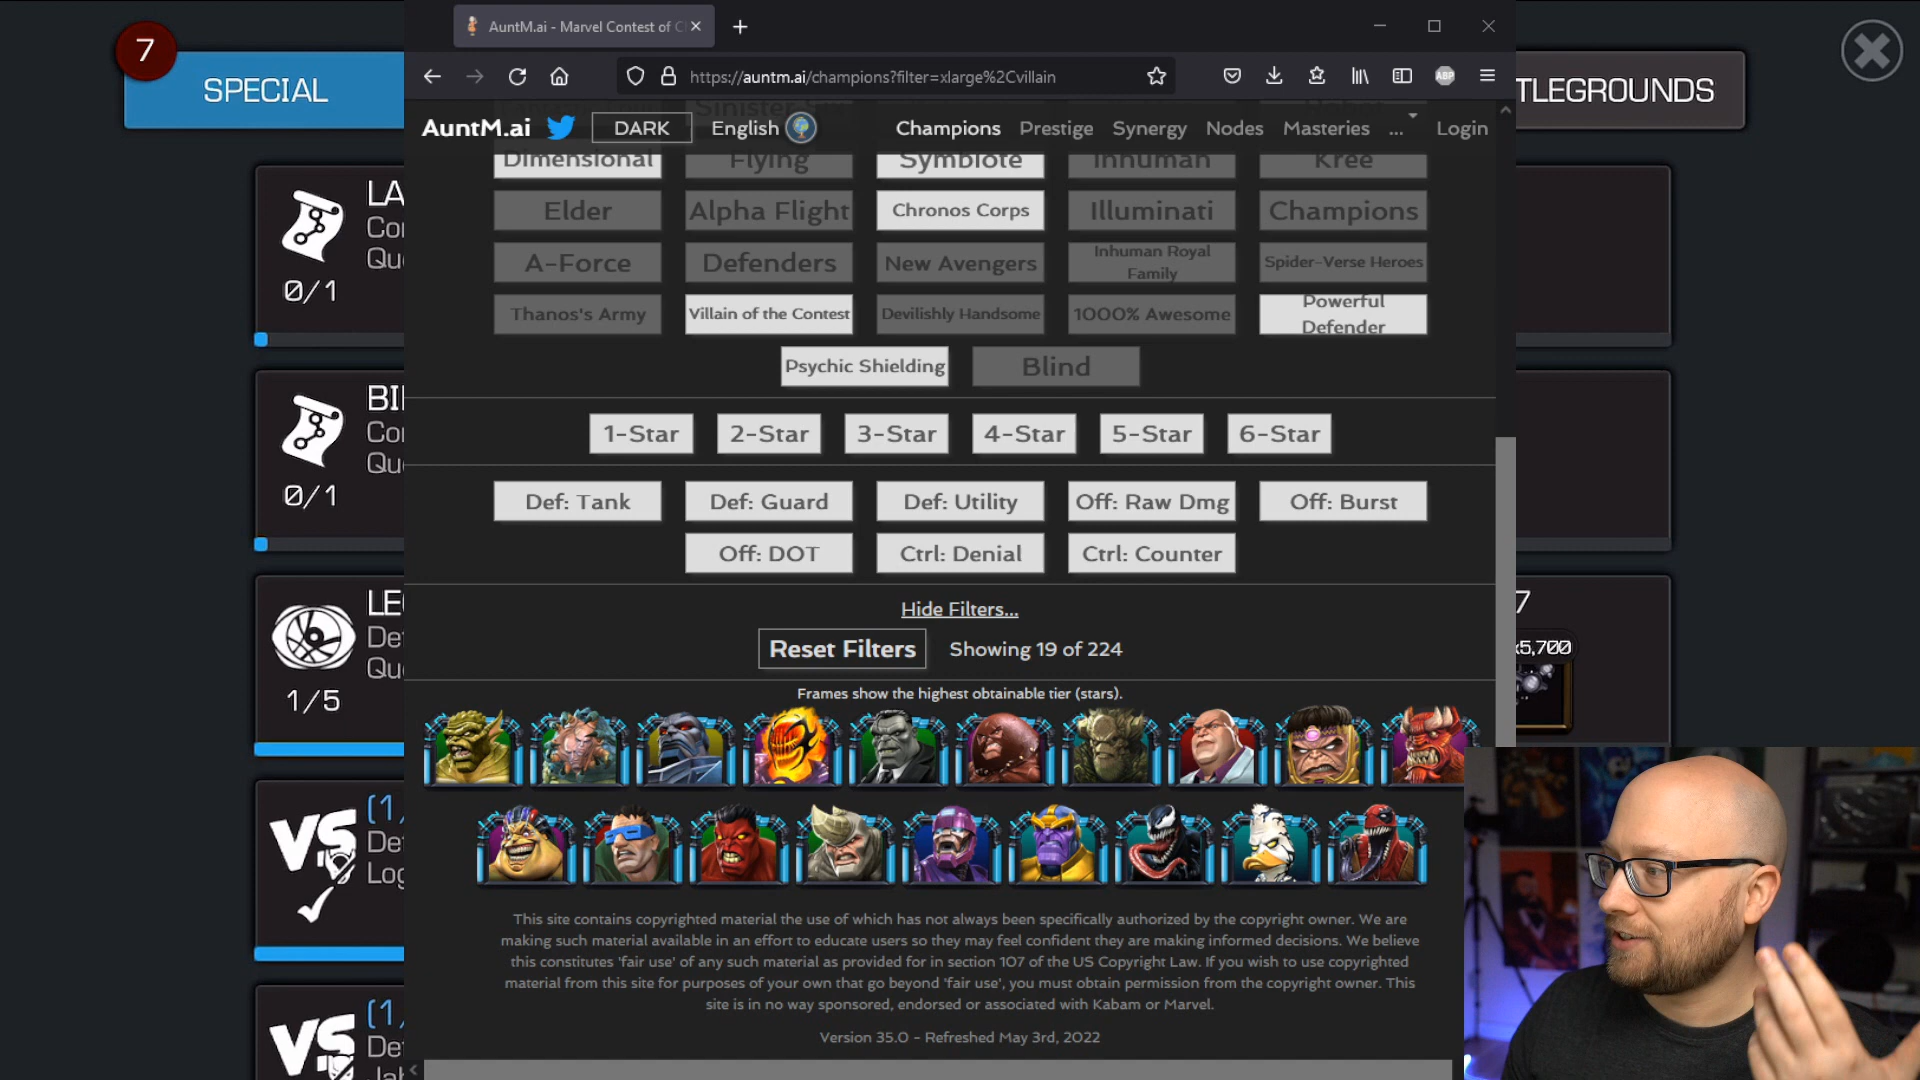 7
SPECIAL
TLEGROUNDS
AuntM.ai - Marvel Contest of C
https://auntm.ai/champions?filter=xlarge%2Cvillain
ABP
AuntM.ai
DARK
English
Champions
Prestige
Synergy
Nodes
Masteries
...
Login
Dimensional
Flying
Symbiote
Inhuman
Kree
Elder
Alpha Flight
Chronos Corps
Illuminati
Champions
A-Force
Defenders
New Avengers
Inhuman Royal
Family
Spider-Verse Heroes
Thanos's Army
Villain of the Contest
Devilishly Handsome
1000% Awesome
Powerful
Defender
Psychic Shielding
Blind
1-Star
2-Star
3-Star
4-Star
5-Star
6-Star
Def: Tank
Def: Guard
Def: Utility
Off: Raw Dmg
Off: Burst
Off: DOT
Ctrl: Denial
Ctrl: Counter
Hide Filters...
Reset Filters
Showing 19 of 224
Frames show the highest obtainable tier (stars).
This site contains copyrighted material the use of which has not always been specifically authorized by the copyright owner. We are
making such material available in an effort to educate users so they may feel confident they are making informed decisions. We believe
this constitutes 'fair use' of any such material as provided for in section 107 of the US Copyright Law. If you wish to use copyrighted
material from this site for purposes of your own that go beyond 'fair use', you must obtain permission from the copyright owner. This
site is in no way sponsored, endorsed or associated with Kabam or Marvel.
Version 35.0 - Refreshed May 3rd, 2022
LA
Co
Qu
0/1
BI
Co
Qu
0/1
LE
De
Qu
1/5
VS
(1,
De
Log
VS
(1,
De
7
x5,700